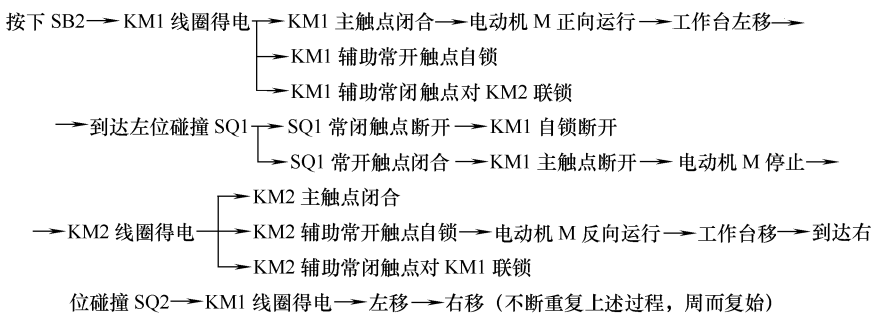 按下 SB2→KM1 线圈得电→KM1 主触点闭合→电动机 M 正向运行→工作台左移→
→KM1 辅助常开触点自锁
→KM1 辅助常闭触点对 KM2 联锁
→到达左位碰撞 SQ1→SQ1 常闭触点断开→KM1 自锁断开
→SQ1 常开触点闭合→KM1 主触点断开→电动机 M 停止→
→KM2 主触点闭合
→KM2 线圈得电→KM2 辅助常开触点自锁→电动机 M 反向运行→工作台移→到达右
→KM2 辅助常闭触点对 KM1 联锁
位碰撞 SQ2→KM1 线圈得电→左移→右移（不断重复上述过程，周而复始）